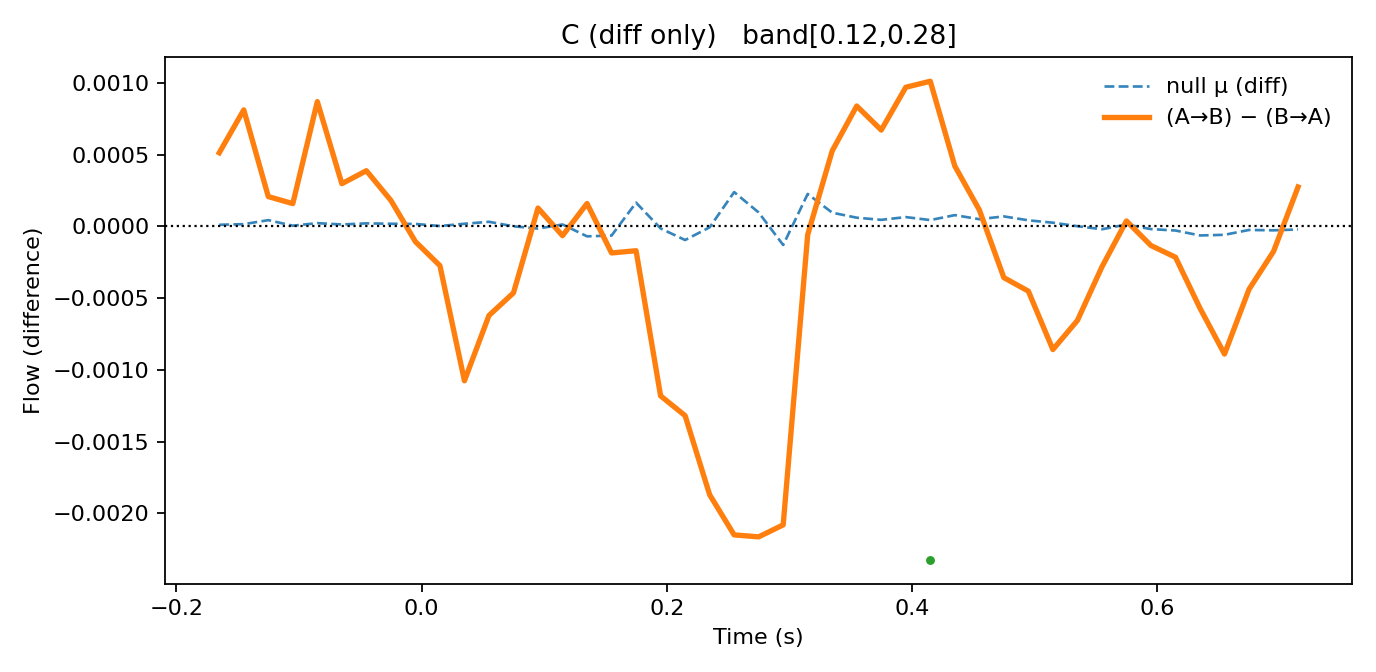 C (diff only)   band[0.12,0.28]
null μ (diff)
(A→B) − (B→A)
Flow (difference)
0.0010
0.0005
0.0000
−0.0005
−0.0010
−0.0015
−0.0020
−0.2
0.0
0.2
0.4
0.6
Time (s)